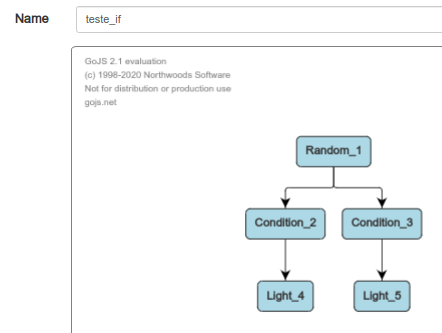 Name
teste_if
GoJS 2.1 evaluation
(c) 1998-2020 Northwoods Software
Not for distribution or production use
gojs.net
Random_1
Condition_2
Condition_3
Light_4
Light_5